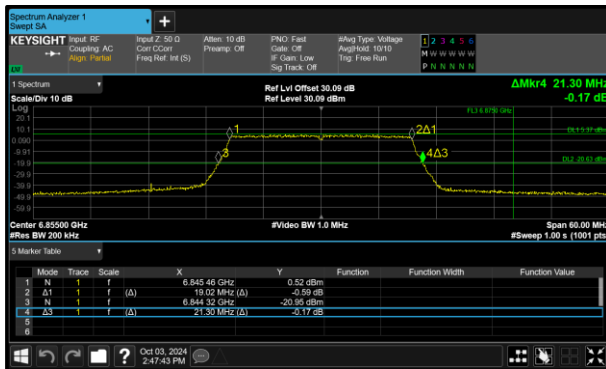 Spectrum Analyzer 1
Swept SA
KEYSIGHT Input: RF Input Z: 50 Ω Atten: 10 dB PNO: Fast #Avg Type: Voltage 1 2 3 4 5 6
Coupling: AC Corr CCorr Preamp: Off Gate: Off Avg|Hold: 10/10 M W W W W W
Align: Partial Freq Ref: Int (S) IF Gain: Low Trig: Free Run P N N N N N
Sig Track: Off
1 Spectrum Ref Lvl Offset 30.09 dB ΔMkr4 21.30 MHz
Scale/Div 10 dB Ref Level 30.09 dBm -0.17 dB
Log
20.1
10.1 1 2Δ1 DL1 5.37 dBm
0.090
-9.91
-19.9 3 4Δ3 DL2 -20.63 dBm
-29.9
-39.9
-49.9
-59.9
Center 6.85500 GHz #Video BW 1.0 MHz Span 60.00 MHz
#Res BW 200 kHz #Sweep 1.00 s (1001 pts)
5 Marker Table
Mode Trace Scale X Y Function Function Width Function Value
1 N 1 f 6.845 46 GHz 0.52 dBm
2 Δ1 1 f (Δ) 19.02 MHz (Δ) -0.59 dB
3 N 1 f 6.844 32 GHz -20.95 dBm
4 Δ3 1 f (Δ) 21.30 MHz (Δ) -0.17 dB
5
6
? Oct 03, 2024
2:47:43 PM